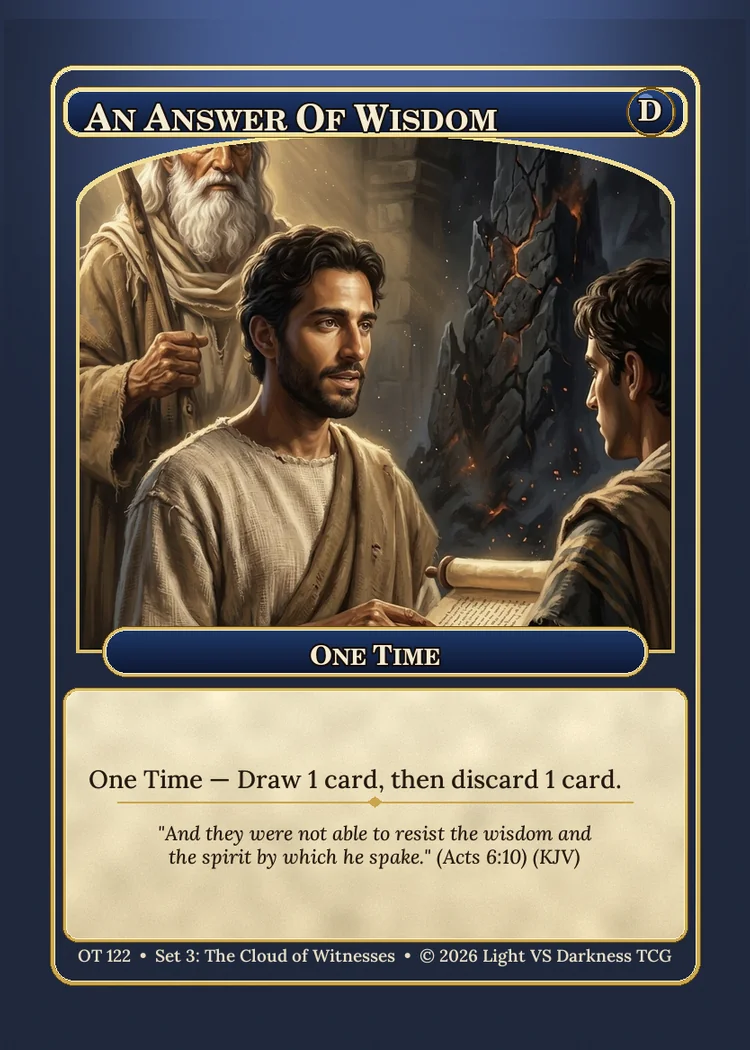 An Answer Of Wisdom
D
One Time
One Time — Draw 1 card, then discard 1 card.
"And they were not able to resist the wisdom and
the spirit by which he spake." (Acts 6:10) (KJV)
OT 122 • Set 3: The Cloud of Witnesses • © 2026 Light VS Darkness TCG